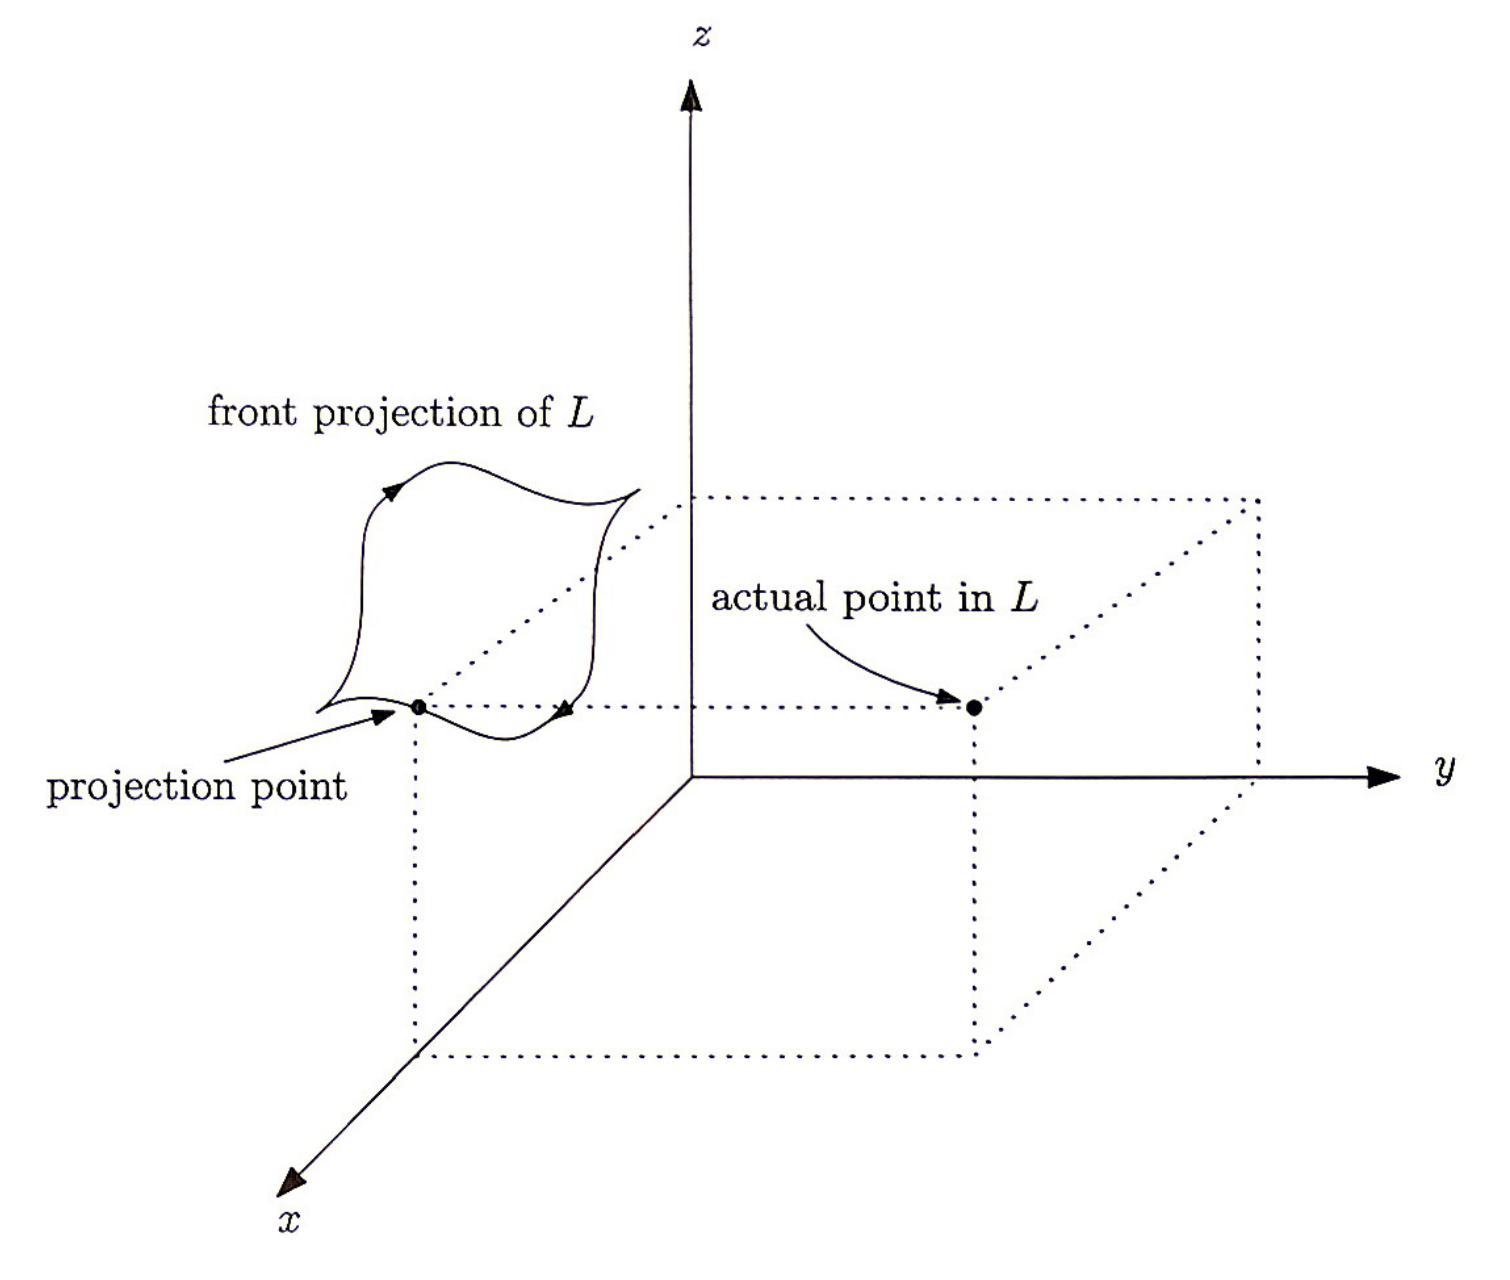 z
front projection of L
actual point in L
projection point
y
x